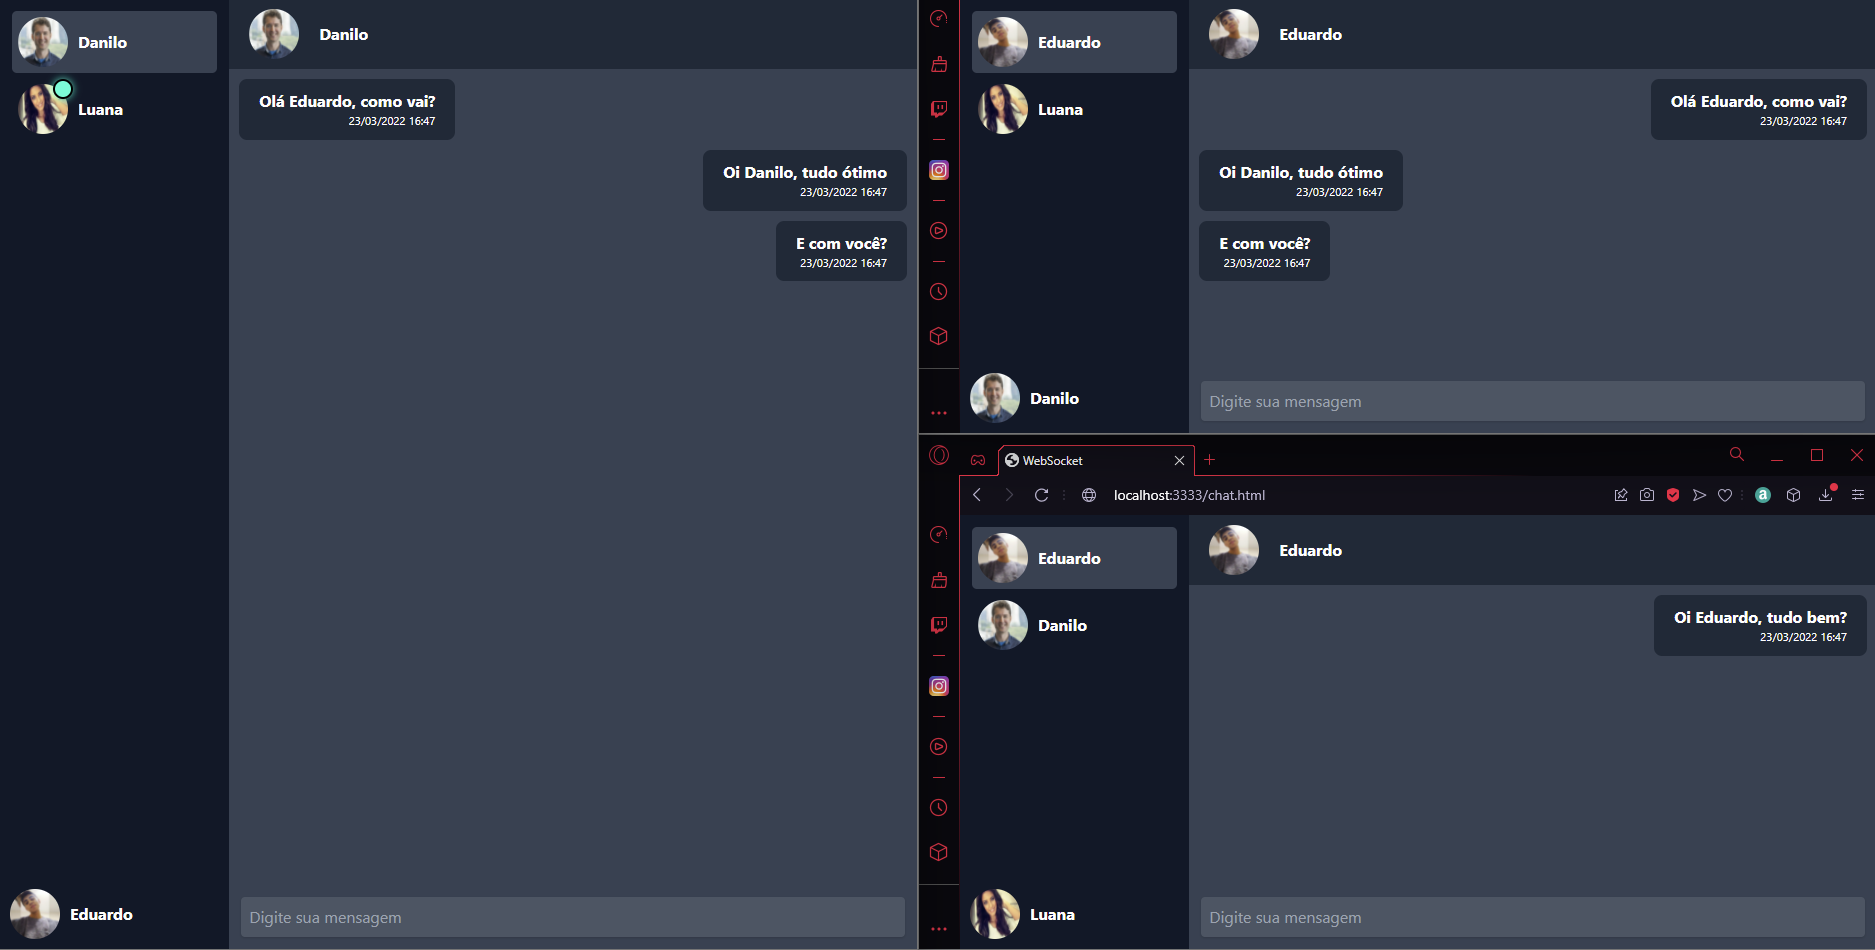 Danilo
Luana
Eduardo
Danilo
Olá Eduardo, como vai?
23/03/2022 16:47
Oi Danilo, tudo ótimo
23/03/2022 16:47
E com você?
23/03/2022 16:47
Digite sua mensagem
Eduardo
Luana
Danilo
Eduardo
Olá Eduardo, como vai?
23/03/2022 16:47
Oi Danilo, tudo ótimo
23/03/2022 16:47
E com você?
23/03/2022 16:47
Digite sua mensagem
WebSocket
localhost:3333/chat.html
a
Eduardo
Danilo
Luana
Eduardo
Oi Eduardo, tudo bem?
23/03/2022 16:47
Digite sua mensagem